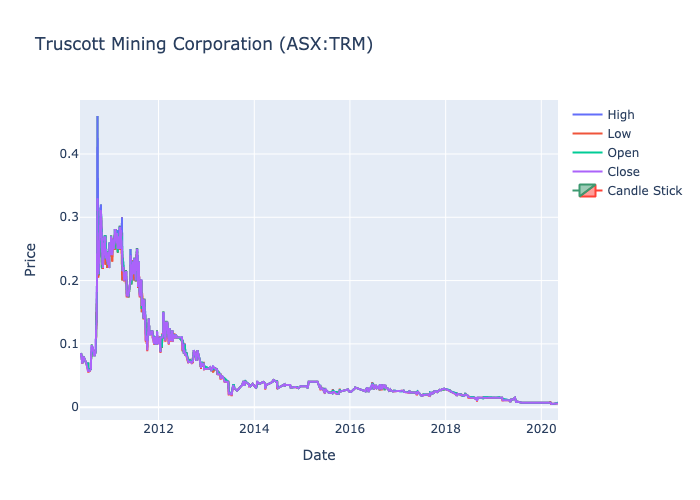 Truscott Mining Corporation (ASX:TRM)
High
Low
Open
Close
Candle Stick
Price
0.4
0.3
0.2
0.1
0
2012
2014
2016
2018
2020
Date